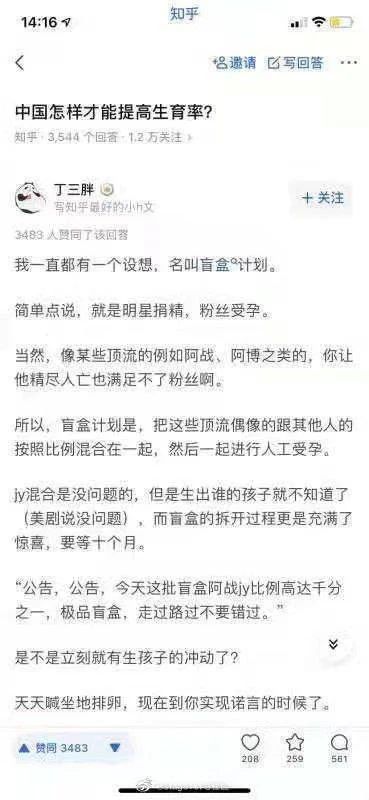 14:16
知乎
邀请 写回答 ···
中国怎样才能提高生育率？
知乎 · 3,544 个回答 · 1.2 万关注 >
丁三胖
写知乎最好的小h文
+ 关注
3483 人赞同了该回答
我一直都有一个设想，名叫盲盒计划。
简单点说，就是明星捐精，粉丝受孕。
当然，像某些顶流的例如阿战、阿博之类的，你让
他精尽人亡也满足不了粉丝啊。
所以，盲盒计划是，把这些顶流偶像的跟其他人的
按照比例混合在一起，然后一起进行人工受孕。
jy混合是没问题的，但是生出谁的孩子就不知道了
（美剧说没问题），而盲盒的拆开过程更是充满了
惊喜，要等十个月。
“公告，公告，今天这批盲盒阿战jy比例高达千分
之一，极品盲盒，走过路过不要错过。”
是不是立刻就有生孩子的冲动了？
天天喊坐地排卵，现在到你实现诺言的时候了。
赞同 3483
208 259 561